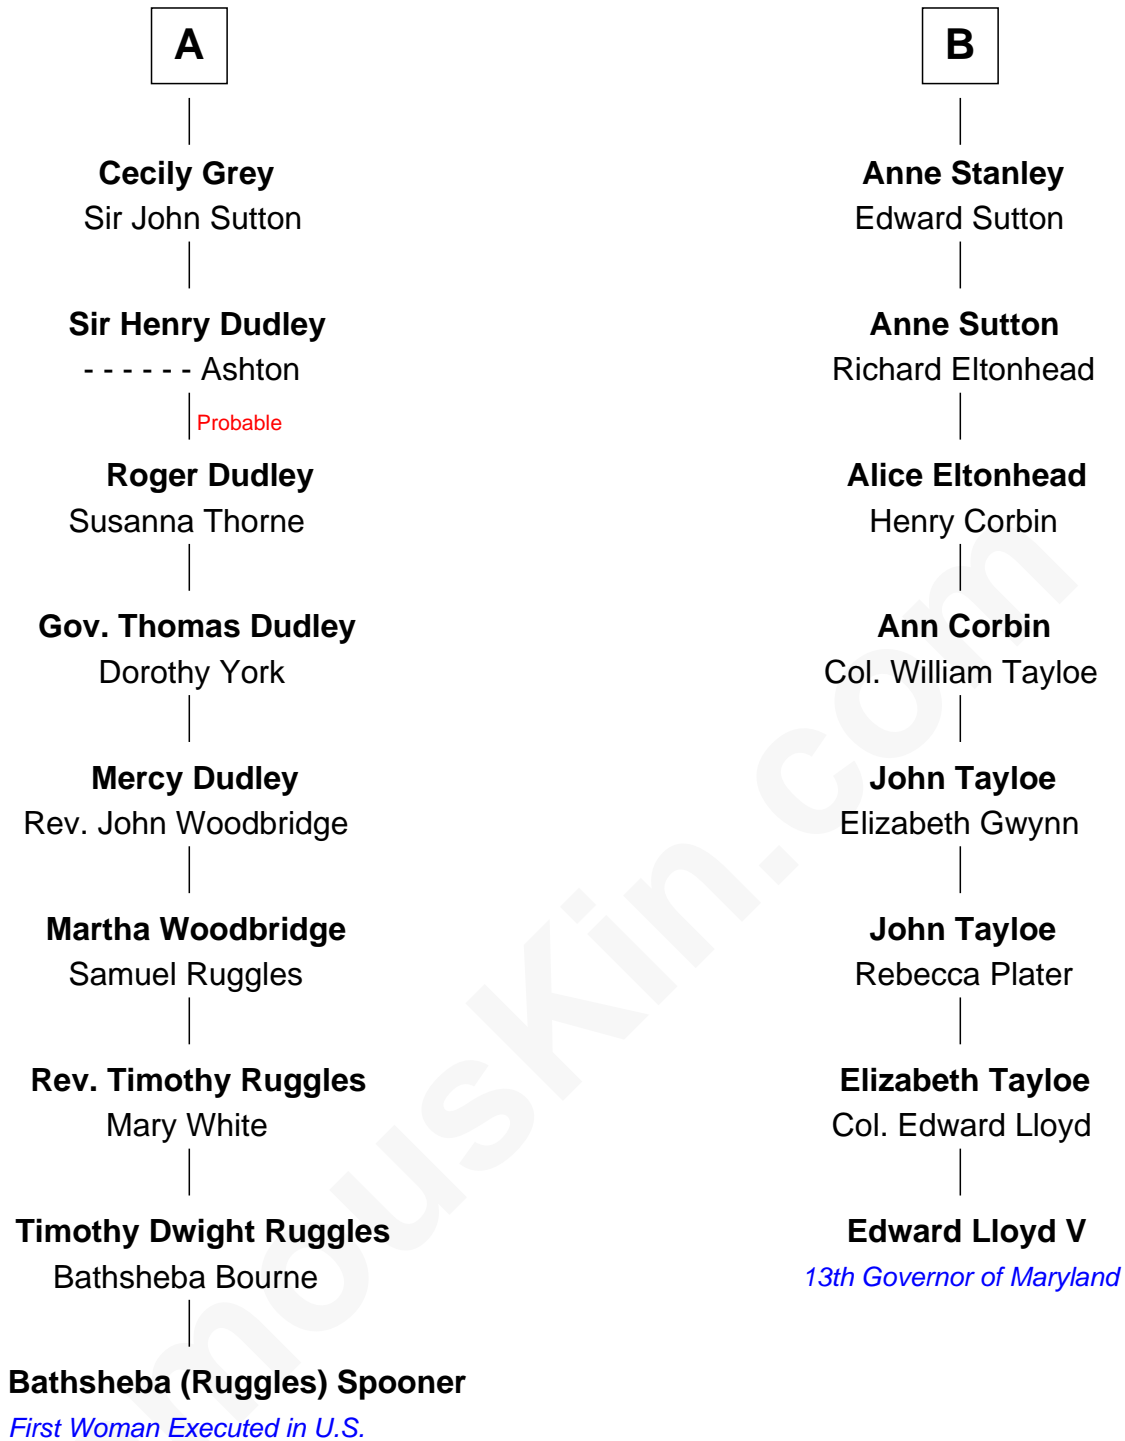 A
Cecily Grey
Sir John Sutton
Sir Henry Dudley
- - - - - - Ashton
Probable
Roger Dudley
Susanna Thorne
Gov. Thomas Dudley
Dorothy York
Mercy Dudley
Rev. John Woodbridge
Martha Woodbridge
Samuel Ruggles
Rev. Timothy Ruggles
Mary White
Timothy Dwight Ruggles
Bathsheba Bourne
Bathsheba (Ruggles) Spooner
First Woman Executed in U.S.
B
Anne Stanley
Edward Sutton
Anne Sutton
Richard Eltonhead
Alice Eltonhead
Henry Corbin
Ann Corbin
Col. William Tayloe
John Tayloe
Elizabeth Gwynn
John Tayloe
Rebecca Plater
Elizabeth Tayloe
Col. Edward Lloyd
Edward Lloyd V
13th Governor of Maryland
mousKin.com